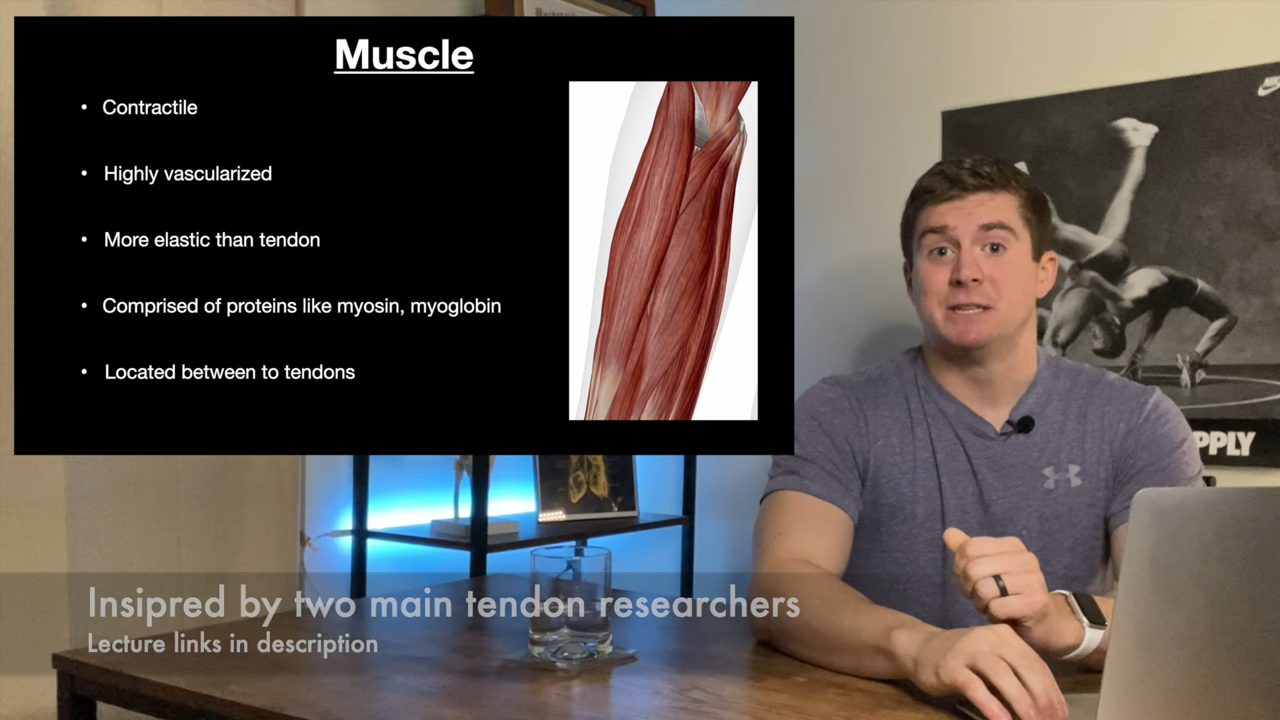 Muscle
• Contractile
• Highly vascularized
• More elastic than tendon
• Comprised of proteins like myosin, myoglobin
• Located between to tendons
PPLY
Insipred by two main tendon researchers
Lecture links in description